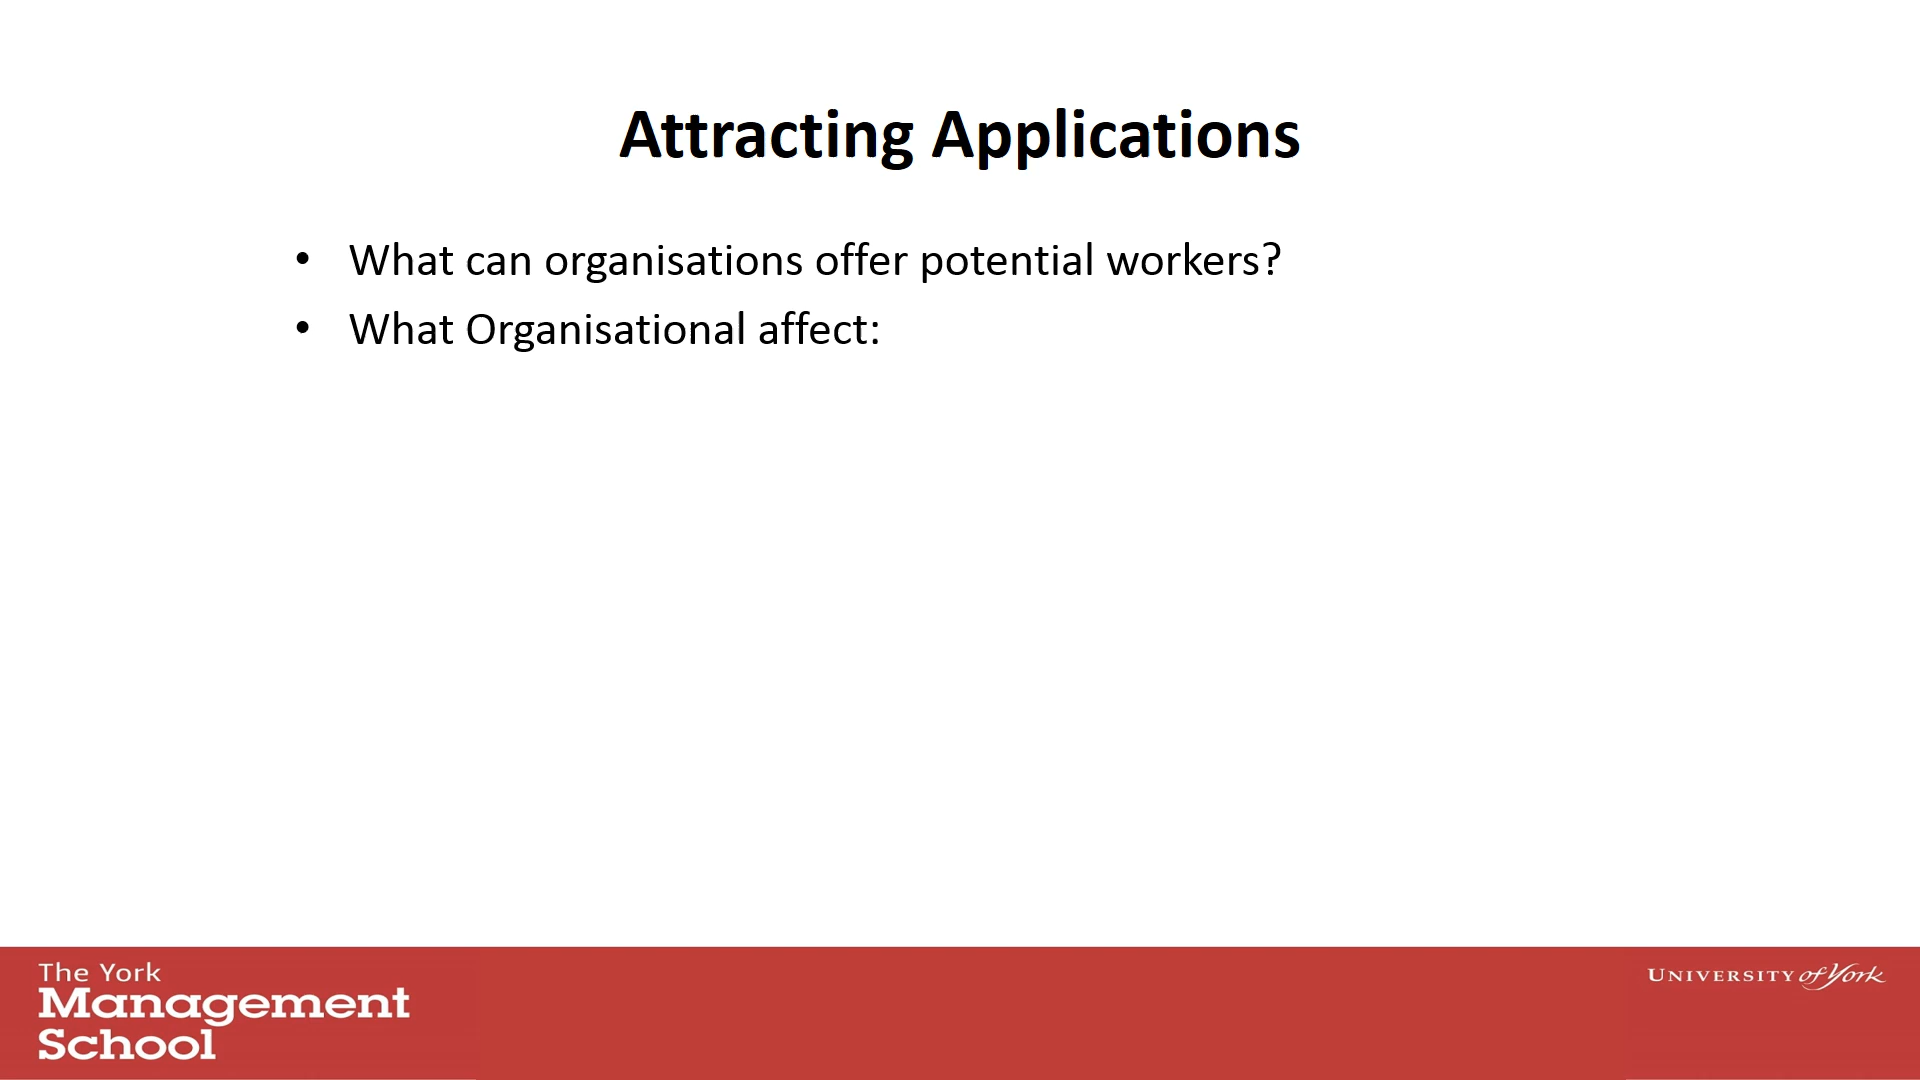 Attracting Applications
• What can organisations offer potential workers?
• What Organisational affect:
The York
Management
School
UNIVERSITY of York